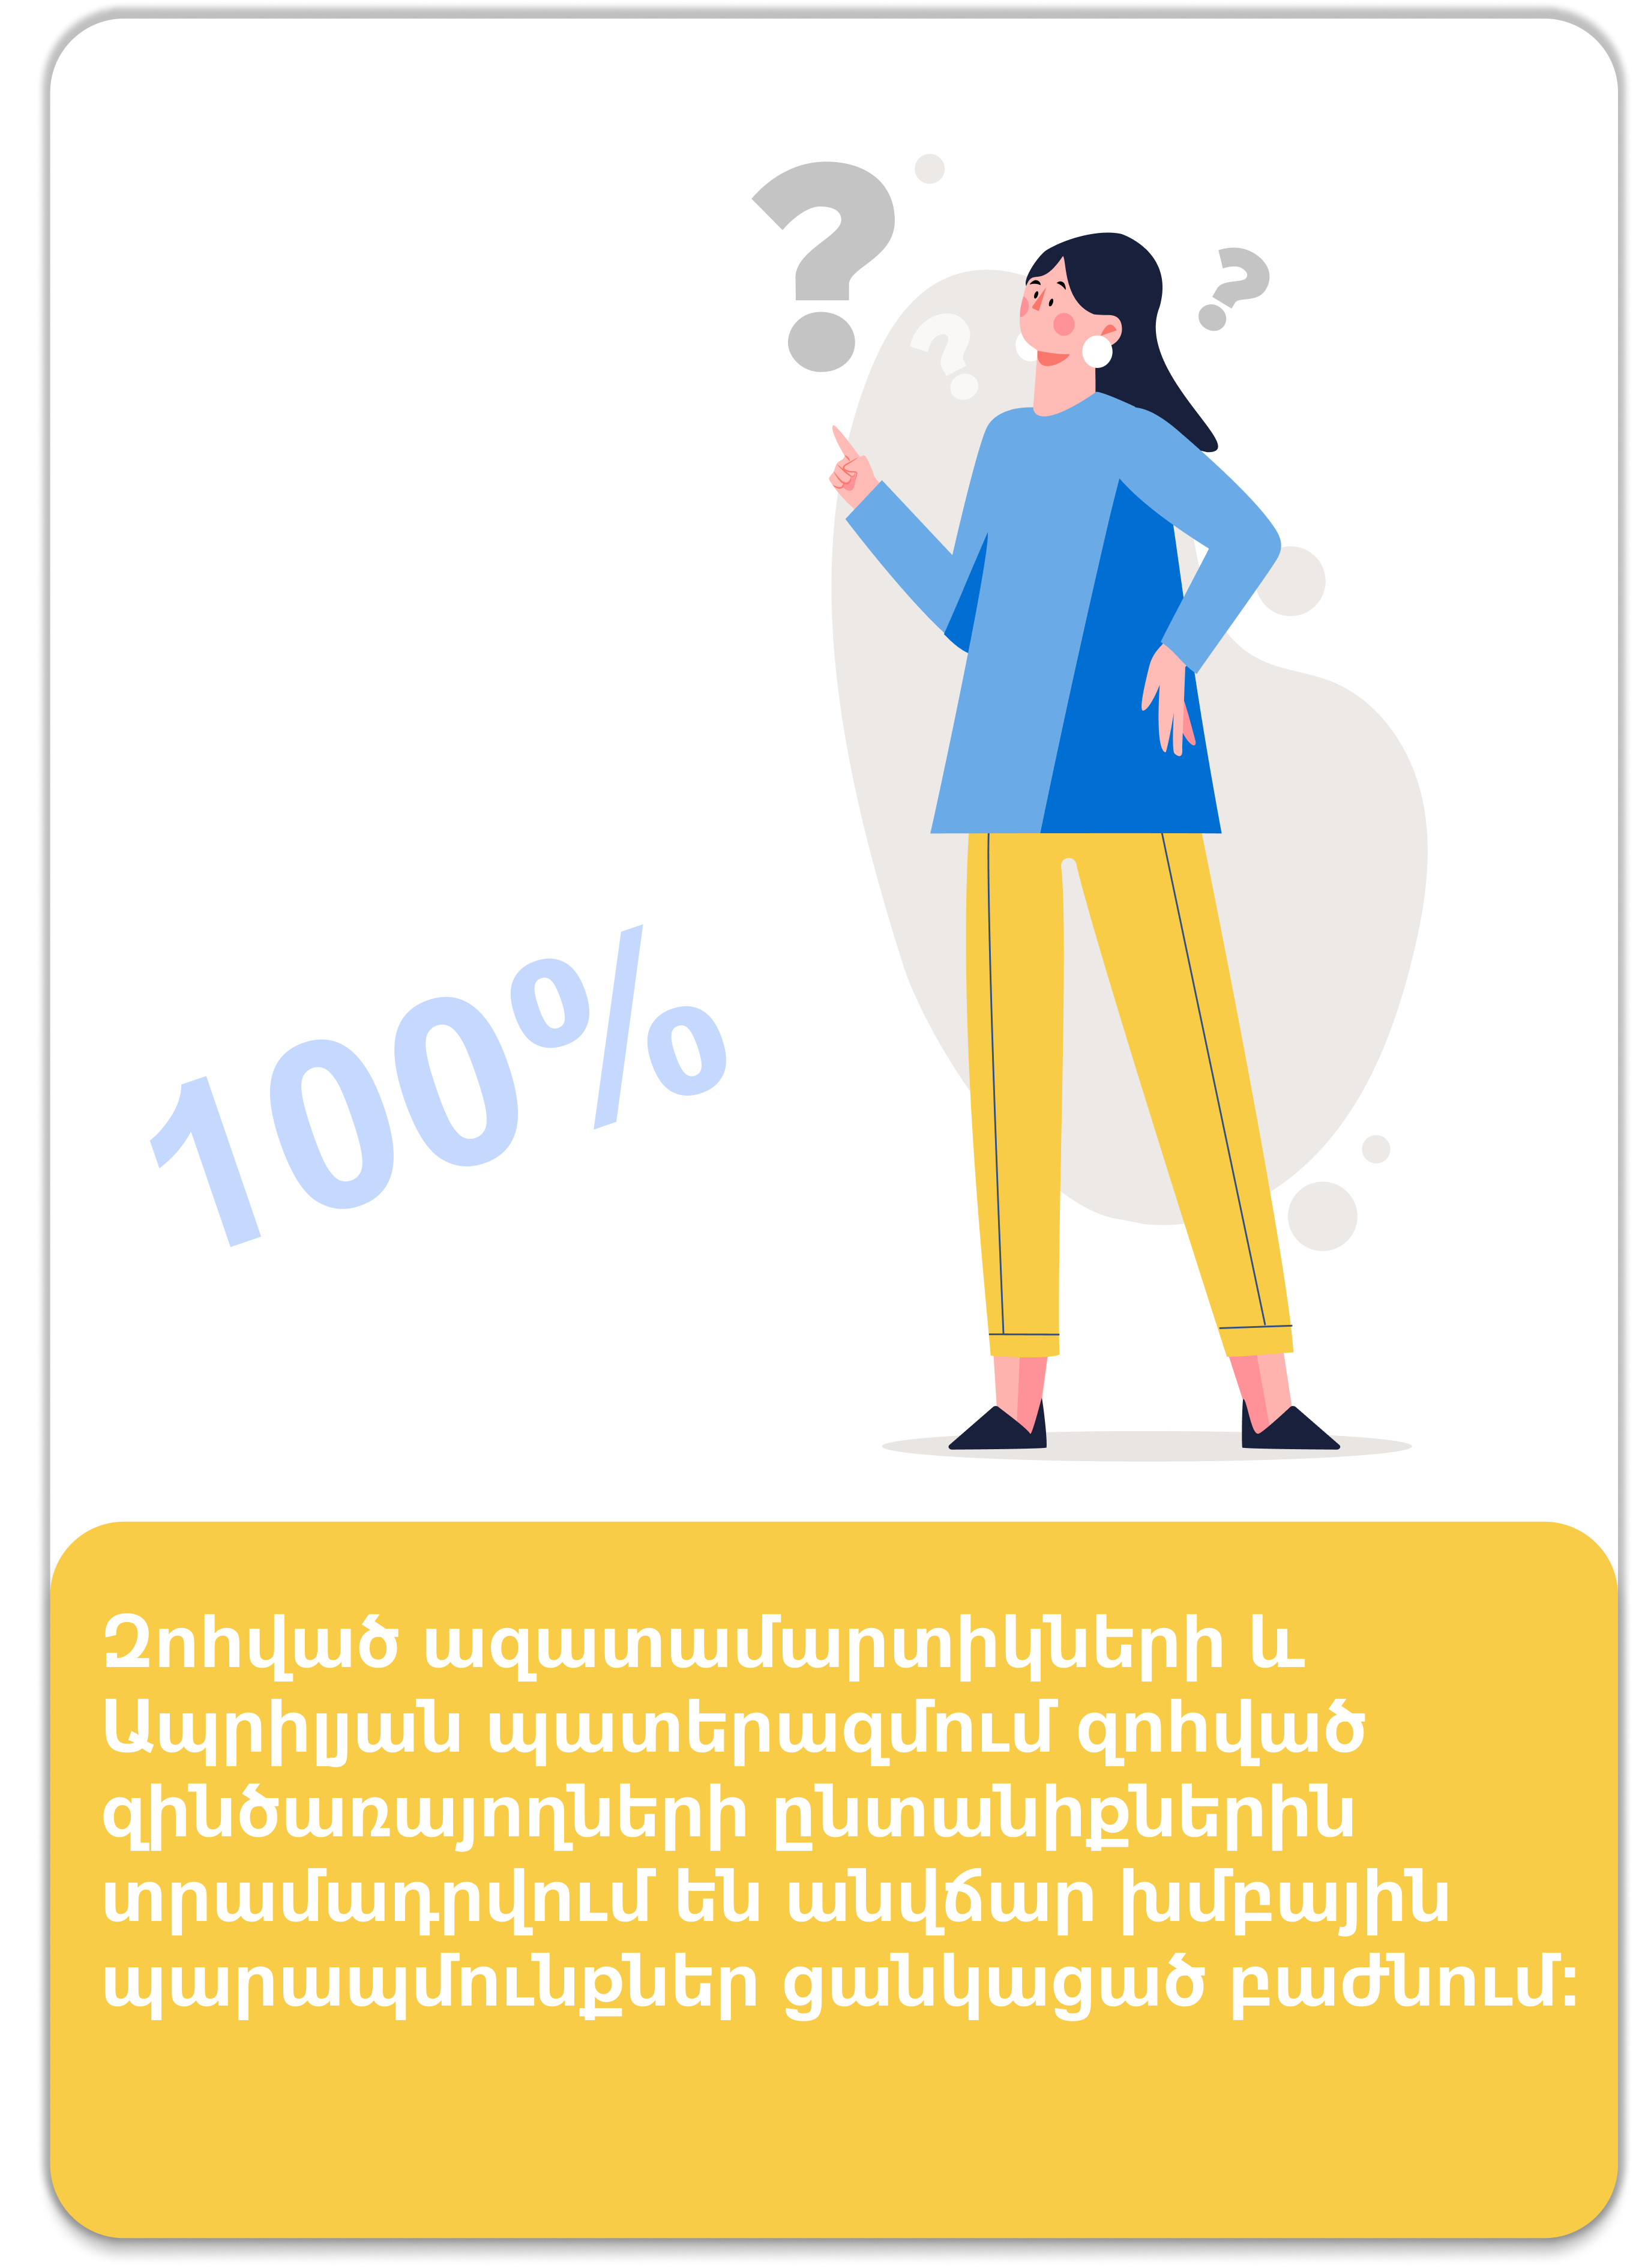 ?
?
?
100%
Զոհված ազատամարտիկների և
Ապրիլյան պատերազմում զոհված
զինծառայողների ընտանիքներին
տրամադրվում են անվճար խմբային
պարապմունքներ ցանկացած բաժնում: